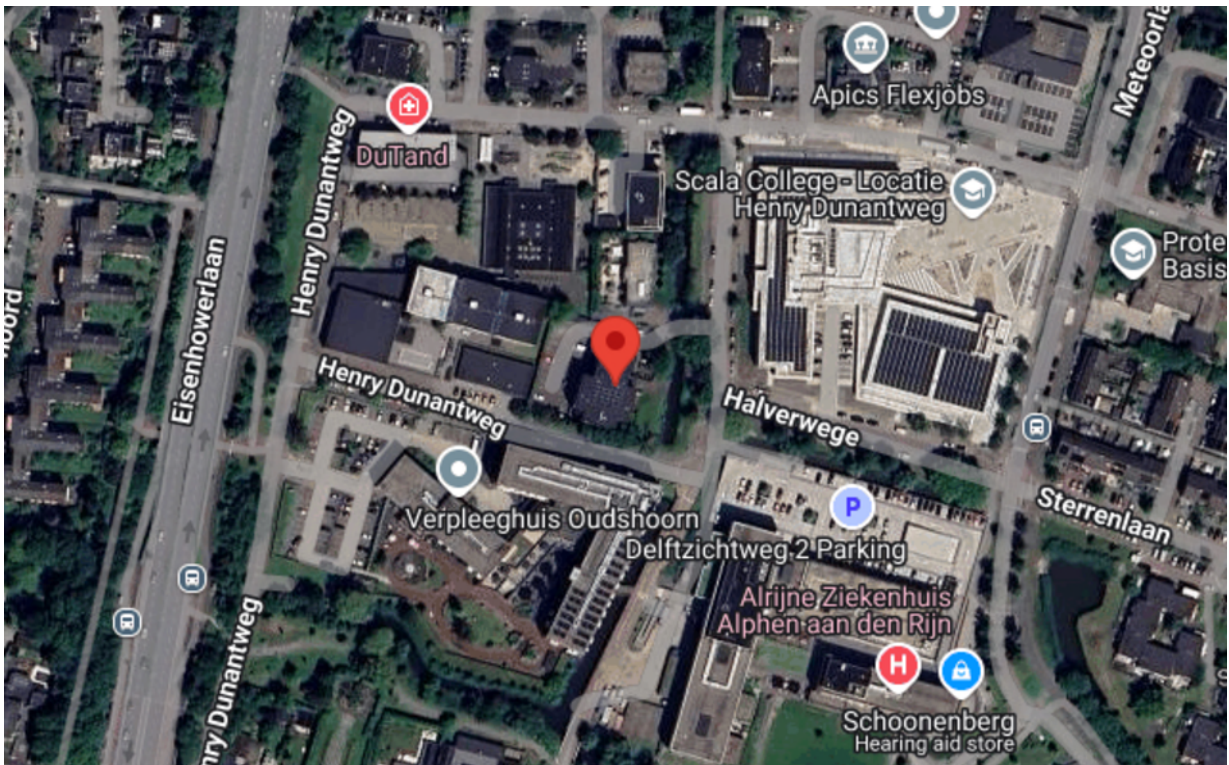 Meteoorla
Apics Flexjobs
DuTand
Henry Dunantweg
Scala College - Locatie
Henry Dunantweg
Prote
Basis
noord
Eisenhowerlaan
Henry Dunantweg
Halverwege
Verpleeghuis Oudshoorn
P
Sterrenlaan
Delftzichtweg 2 Parking
Alrijne Ziekenhuis
Alphen aan den Rijn
H
nry Dunantweg
Schoonenberg
Hearing aid store